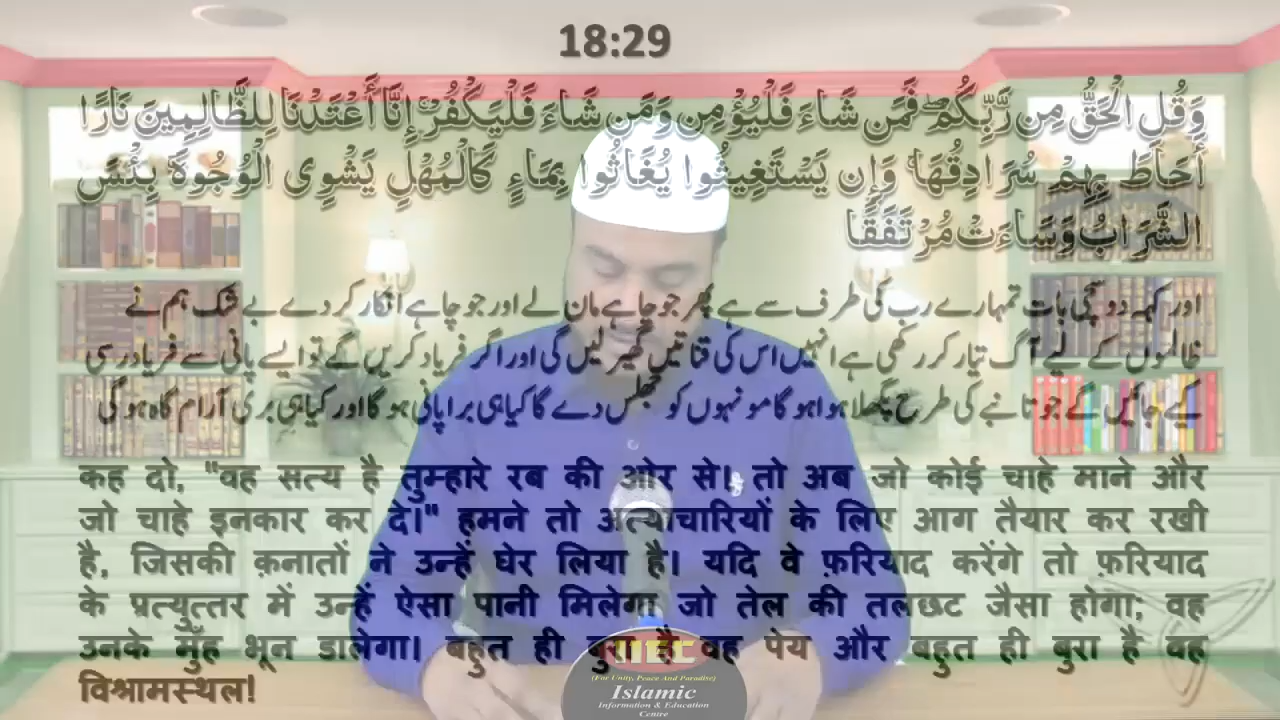 18:29
وَقُلِ الْحَقُّ مِن رَّبِّكُمْ ۖ فَمَن شَاءَ فَلْيُؤْمِن وَمَن شَاءَ فَلْيَكْفُرْ ۚ إِنَّا أَعْتَدْنَا لِلظَّالِمِينَ نَارًا
أَحَاطَ بِهِمْ سُرَادِقُهَا ۚ وَإِن يَسْتَغِيثُوا يُغَاثُوا بِمَاءٍ كَالْمُهْلِ يَشْوِي الْوُجُوهَ ۚ بِئْسَ
الشَّرَابُ وَسَاءَتْ مُرْتَفَقًا
اور کہہ دو سچی بات تمہارے رب کی طرف سے ہے پھر جو چاہے مان لے اور جو چاہے انکار کر دے بے شک ہم نے
ظالموں کے لیے آگ تیار کر رکھی ہے انہیں اس کی قناتیں گھیر لیں گی اور اگر فریاد کریں گے تو ایسے پانی سے فریاد رسی
کیے جائیں گے جو تانبے کی طرح پگھلا ہوا ہو گا مونہوں کو جھلس دے گا کیا ہی برا پانی ہو گا اور کیا ہی بری آرام گاہ ہو گی
कह दो, "वह सत्य है तुम्हारे रब की ओर से। तो अब जो कोई चाहे माने और
जो चाहे इनकार कर दे।" हमने तो अत्याचारियों के लिए आग तैयार कर रखी
है, जिसकी क़नातों ने उन्हें घेर लिया है। यदि वे फ़रियाद करेंगे तो फ़रियाद
के प्रत्युत्तर में उन्हें ऐसा पानी मिलेगा जो तेल की तलछट जैसा होगा; वह
उनके मुँह भून डालेगा। बहुत ही बुरा है वह पेय और बहुत ही बुरा है वह
विश्रामस्थल!
IIEC
(For Unity, Peace And Paradise)
Islamic
Information & Education
Centre